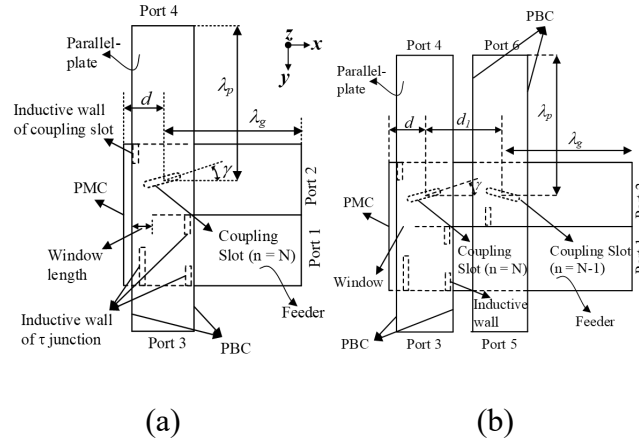 Port 4
Parallel-
plate
z
x
y
d
λp
λg
Inductive wall
of coupling slot
γ
PMC
Port 2
Port 1
Window
length
Coupling
Slot (n = N)
Feeder
Inductive wall
of τ junction
Port 3
PBC
(a)
PBC
Port 4
Port 6
Parallel-
plate
λp
d
d1
λg
γ
PMC
Window
Coupling
Slot (n = N)
Coupling Slot
(n = N-1)
Inductive
wall
Feeder
PBC
Port 3
Port 5
(b)